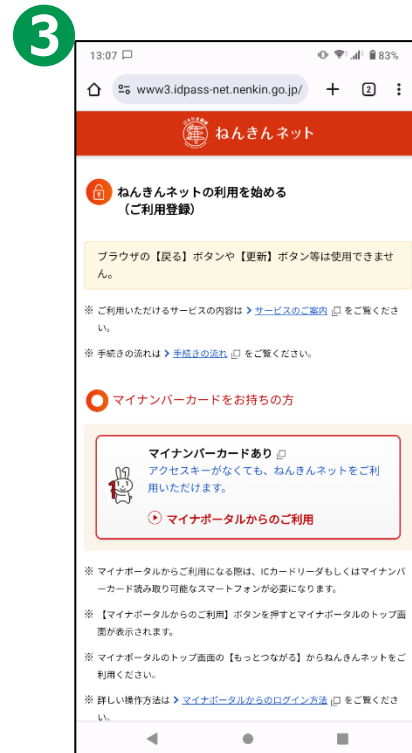 3
13:07 83%
www3.idpass-net.nenkin.go.jp/ 2
ねんきんネット
ねんきんネットの利用を始める
（ご利用登録）
ブラウザの【戻る】ボタンや【更新】ボタン等は使用できませ
ん。
※ ご利用いただけるサービスの内容は サービスのご案内 をご覧くださ
い。
※ 手続きの流れは 手続きの流れ をご覧ください。
マイナンバーカードをお持ちの方
マイナンバーカードあり
アクセスキーがなくても、ねんきんネットをご利
用いただけます。
マイナポータルからのご利用
※ マイナポータルからご利用になる際は、ICカードリーダもしくはマイナンバ
ーカード読み取り可能なスマートフォンが必要になります。
※ 【マイナポータルからのご利用】ボタンを押すとマイナポータルのトップ画
面が表示されます。
※ マイナポータルのトップ画面の【もっとつながる】からねんきんネットをご
利用ください。
※ 詳しい操作方法は マイナポータルからのログイン方法 をご覧くださ
い。